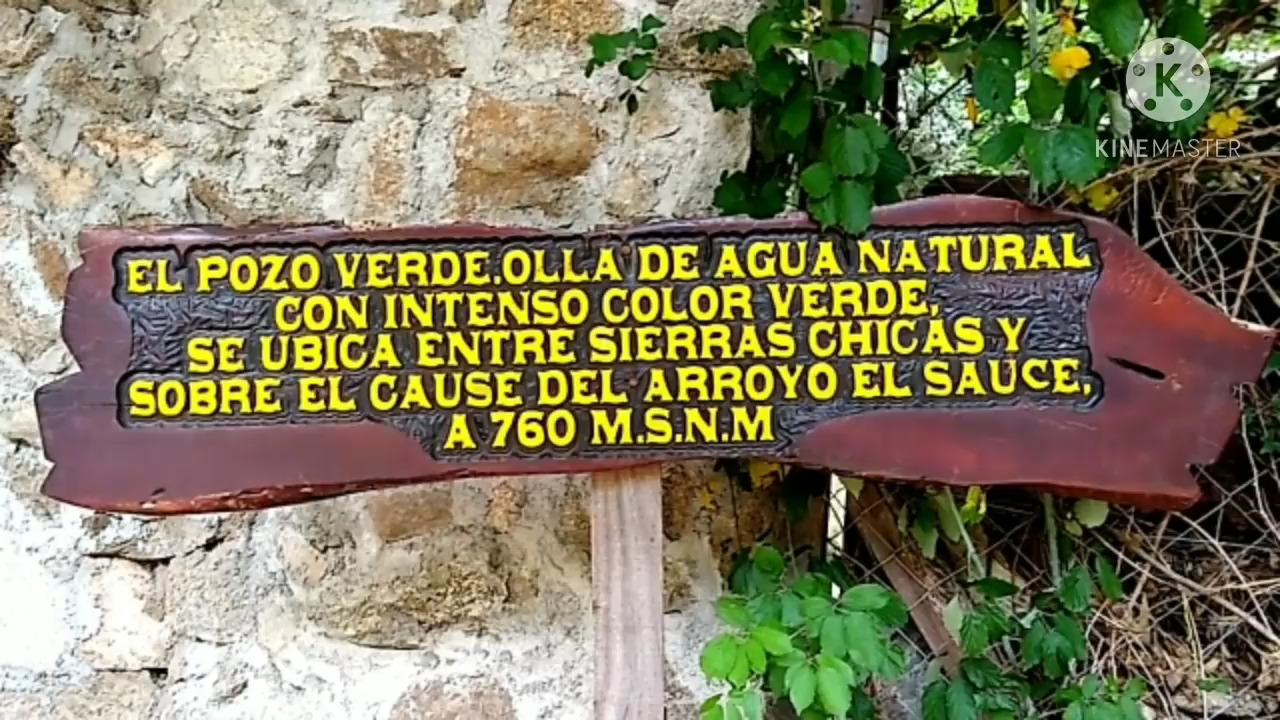 K
KINEMASTER
EL POZO VERDE.OLLA DE AGUA NATURAL
CON INTENSO COLOR VERDE,
SE UBICA ENTRE SIERRAS CHICAS Y
SOBRE EL CAUSE DEL ARROYO EL SAUCE,
A 760 M.S.N.M